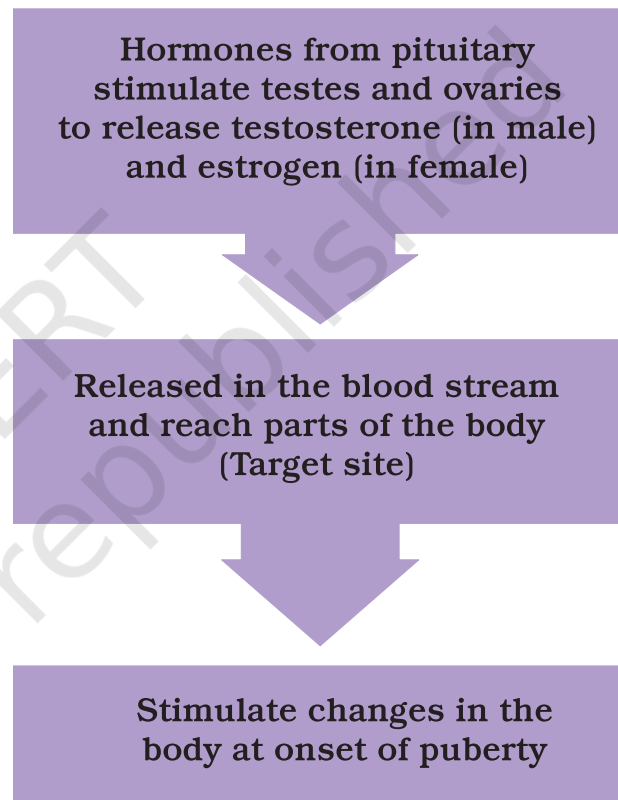 Hormones from pituitary
stimulate testes and ovaries
to release testosterone (in male)
and estrogen (in female)
Released in the blood stream
and reach parts of the body
(Target site)
Stimulate changes in the
body at onset of puberty
republished